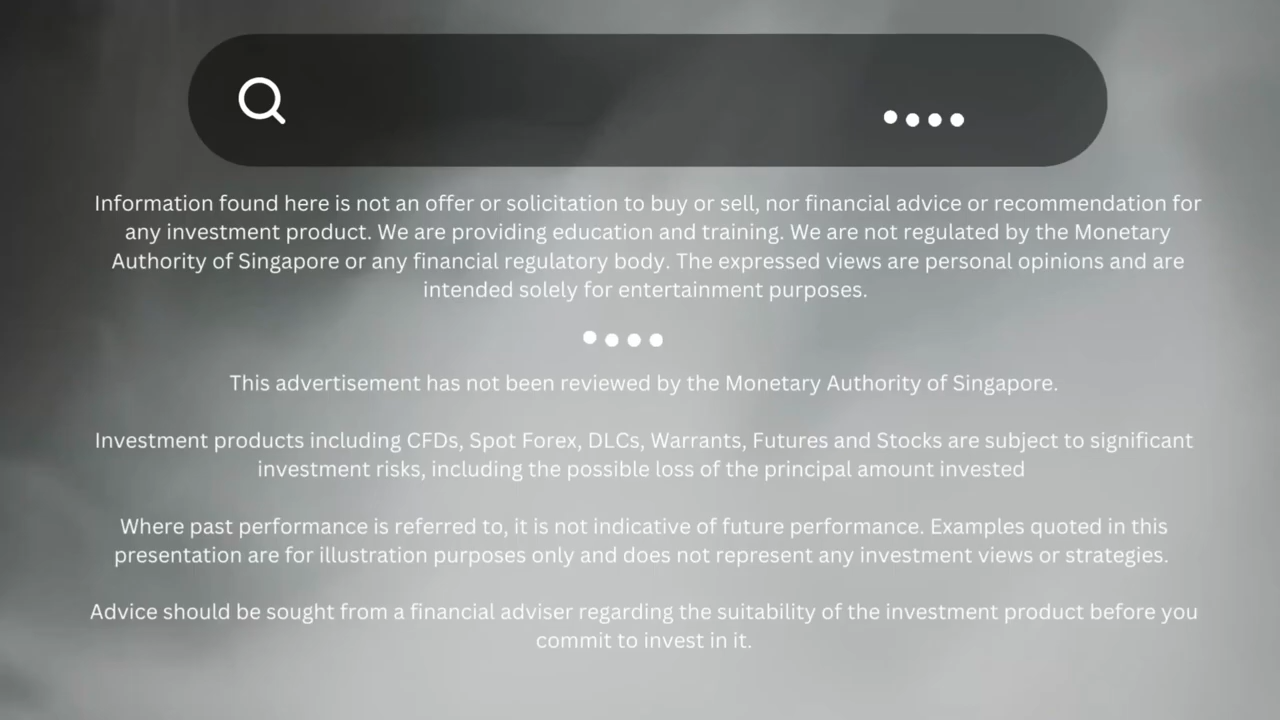 Information found here is not an offer or solicitation to buy or sell, nor financial advice or recommendation for
any investment product. We are providing education and training. We are not regulated by the Monetary
Authority of Singapore or any financial regulatory body. The expressed views are personal opinions and are
intended solely for entertainment purposes.
This advertisement has not been reviewed by the Monetary Authority of Singapore.
Investment products including CFDs, Spot Forex, DLCs, Warrants, Futures and Stocks are subject to significant
investment risks, including the possible loss of the principal amount invested
Where past performance is referred to, it is not indicative of future performance. Examples quoted in this
presentation are for illustration purposes only and does not represent any investment views or strategies.
Advice should be sought from a financial adviser regarding the suitability of the investment product before you
commit to invest in it.